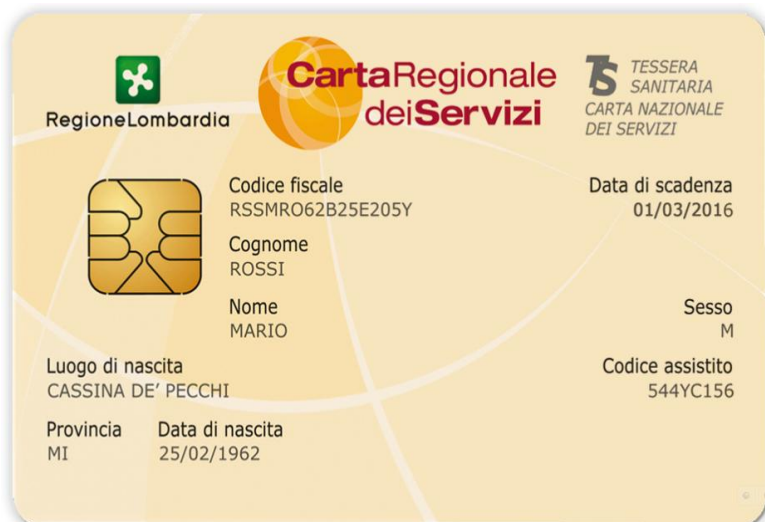 RegioneLombardia
CartaRegionale
deiServizi
TS TESSERA
SANITARIA
CARTA NAZIONALE
DEI SERVIZI
Codice fiscale
RSSMRO62B25E205Y
Data di scadenza
01/03/2016
Cognome
ROSSI
Nome
MARIO
Sesso
M
Luogo di nascita
CASSINA DE' PECCHI
Codice assistito
544YC156
Provincia
MI
Data di nascita
25/02/1962